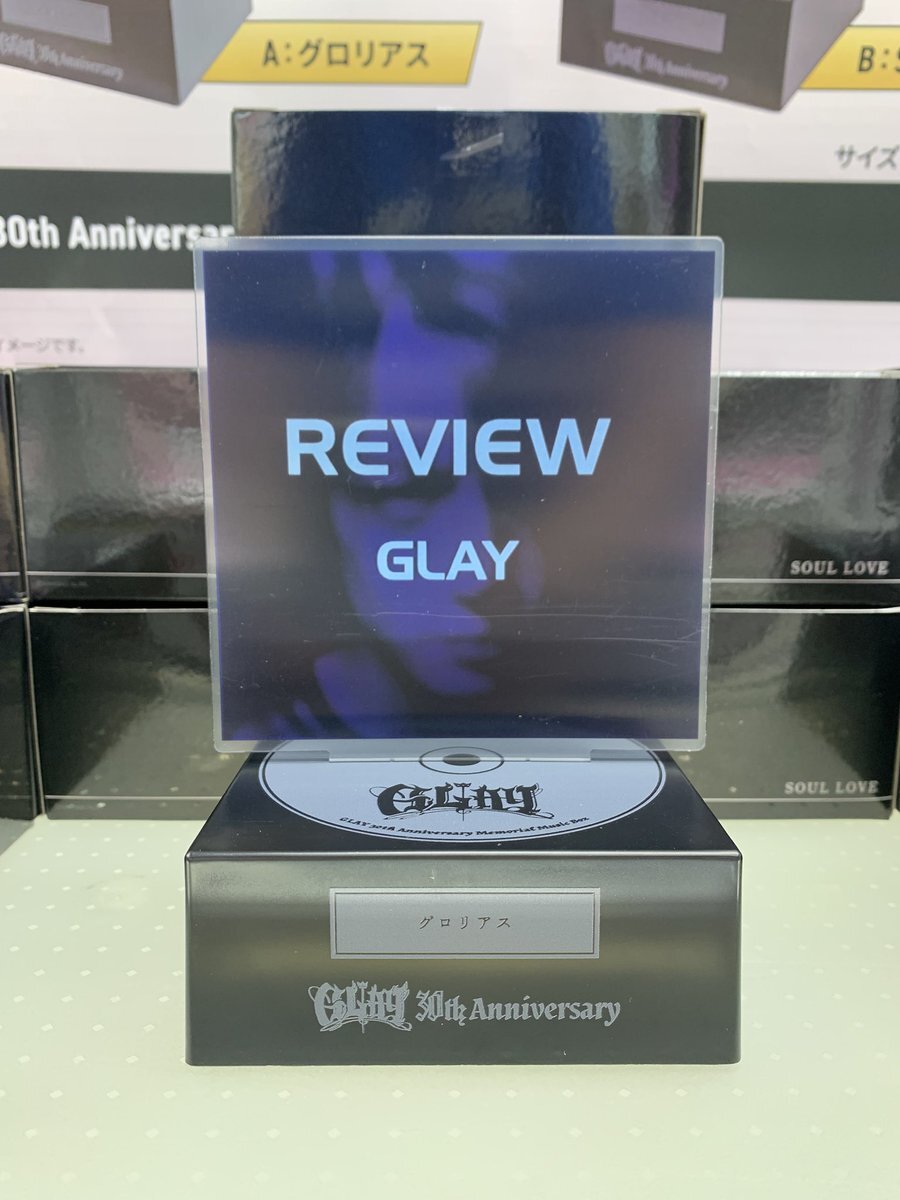 30th Anniversary
A:グロリアス
30th Anniversary
B:S
サイズ
30th Anniversar
イメージです。
REVIEW
GLAY
SOUL LOVE
SOUL LOVE
GLAY
GLAY 30th Anniversary Memorial Music Box
グロリアス
GLAY 30th Anniversary